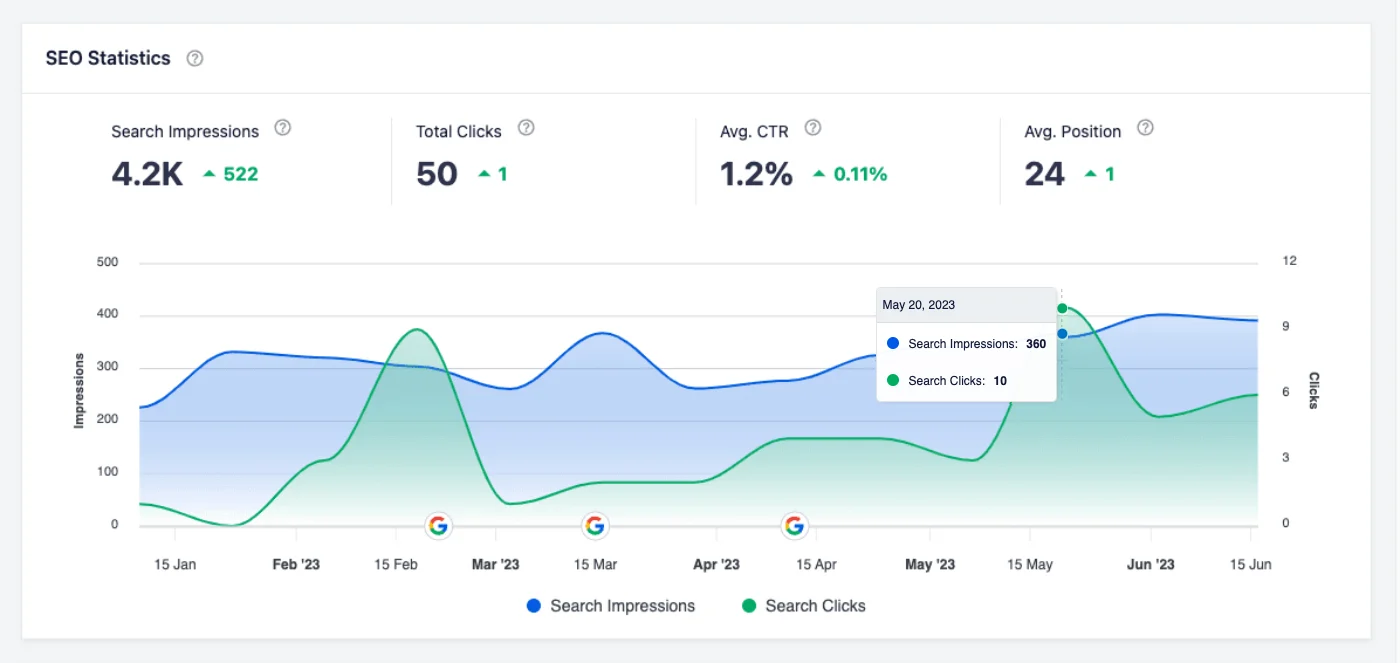 SEO Statistics
Search Impressions
4.2K 522
Total Clicks
50 1
Avg. CTR
1.2% 0.11%
Avg. Position
24 1
500
400
300
200
100
0
Impressions
12
9
6
3
0
Clicks
May 20, 2023
Search Impressions: 360
Search Clicks: 10
15 Jan Feb '23 15 Feb Mar '23 15 Mar Apr '23 15 Apr May '23 15 May Jun '23 15 Jun
Search Impressions Search Clicks